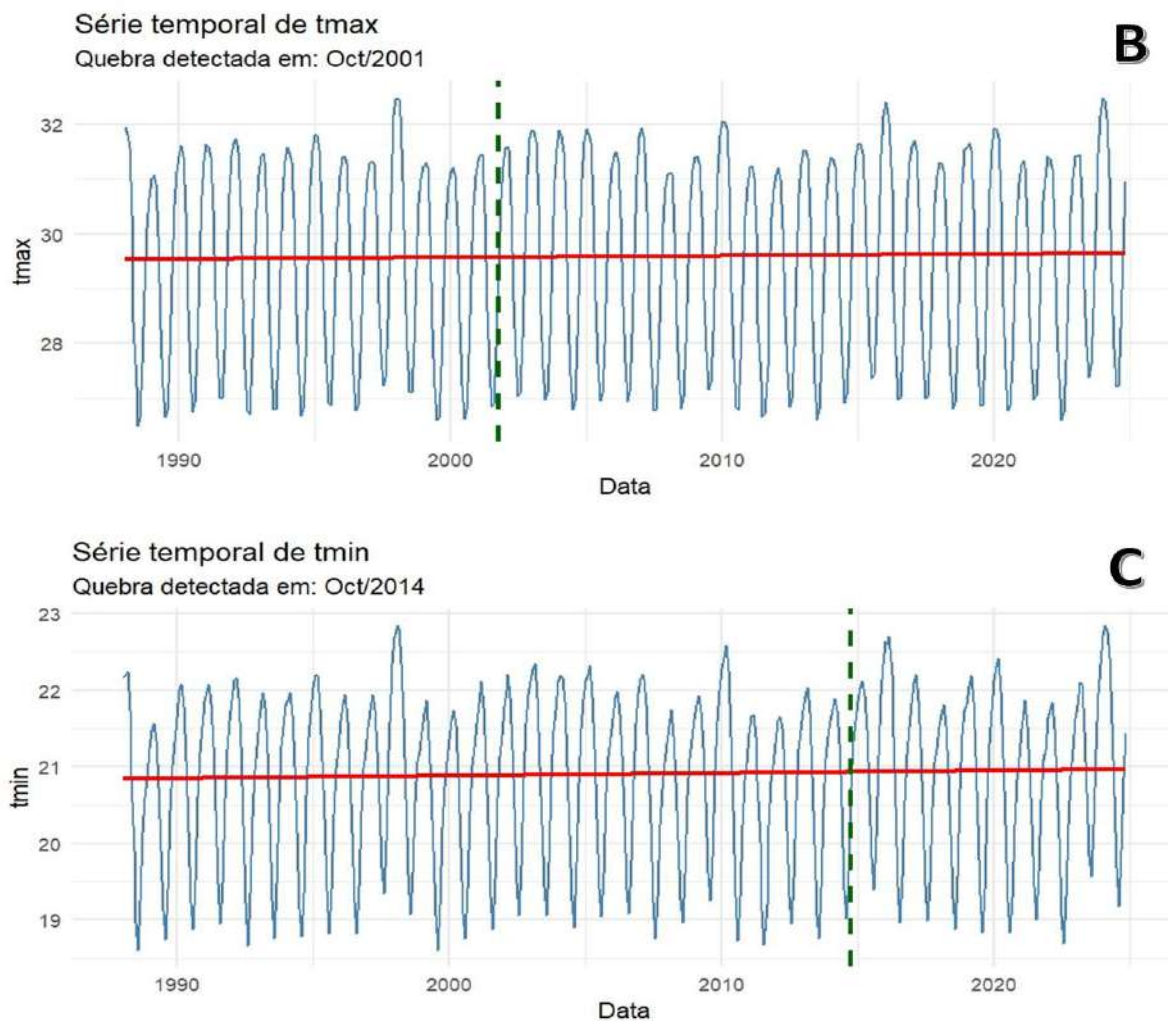 Série temporal de tmax
Quebra detectada em: Oct/2001
B
32
30
28
tmax
1990 2000 2010 2020
Data
Série temporal de tmin
Quebra detectada em: Oct/2014
C
23
22
21
20
19
tmin
1990 2000 2010 2020
Data